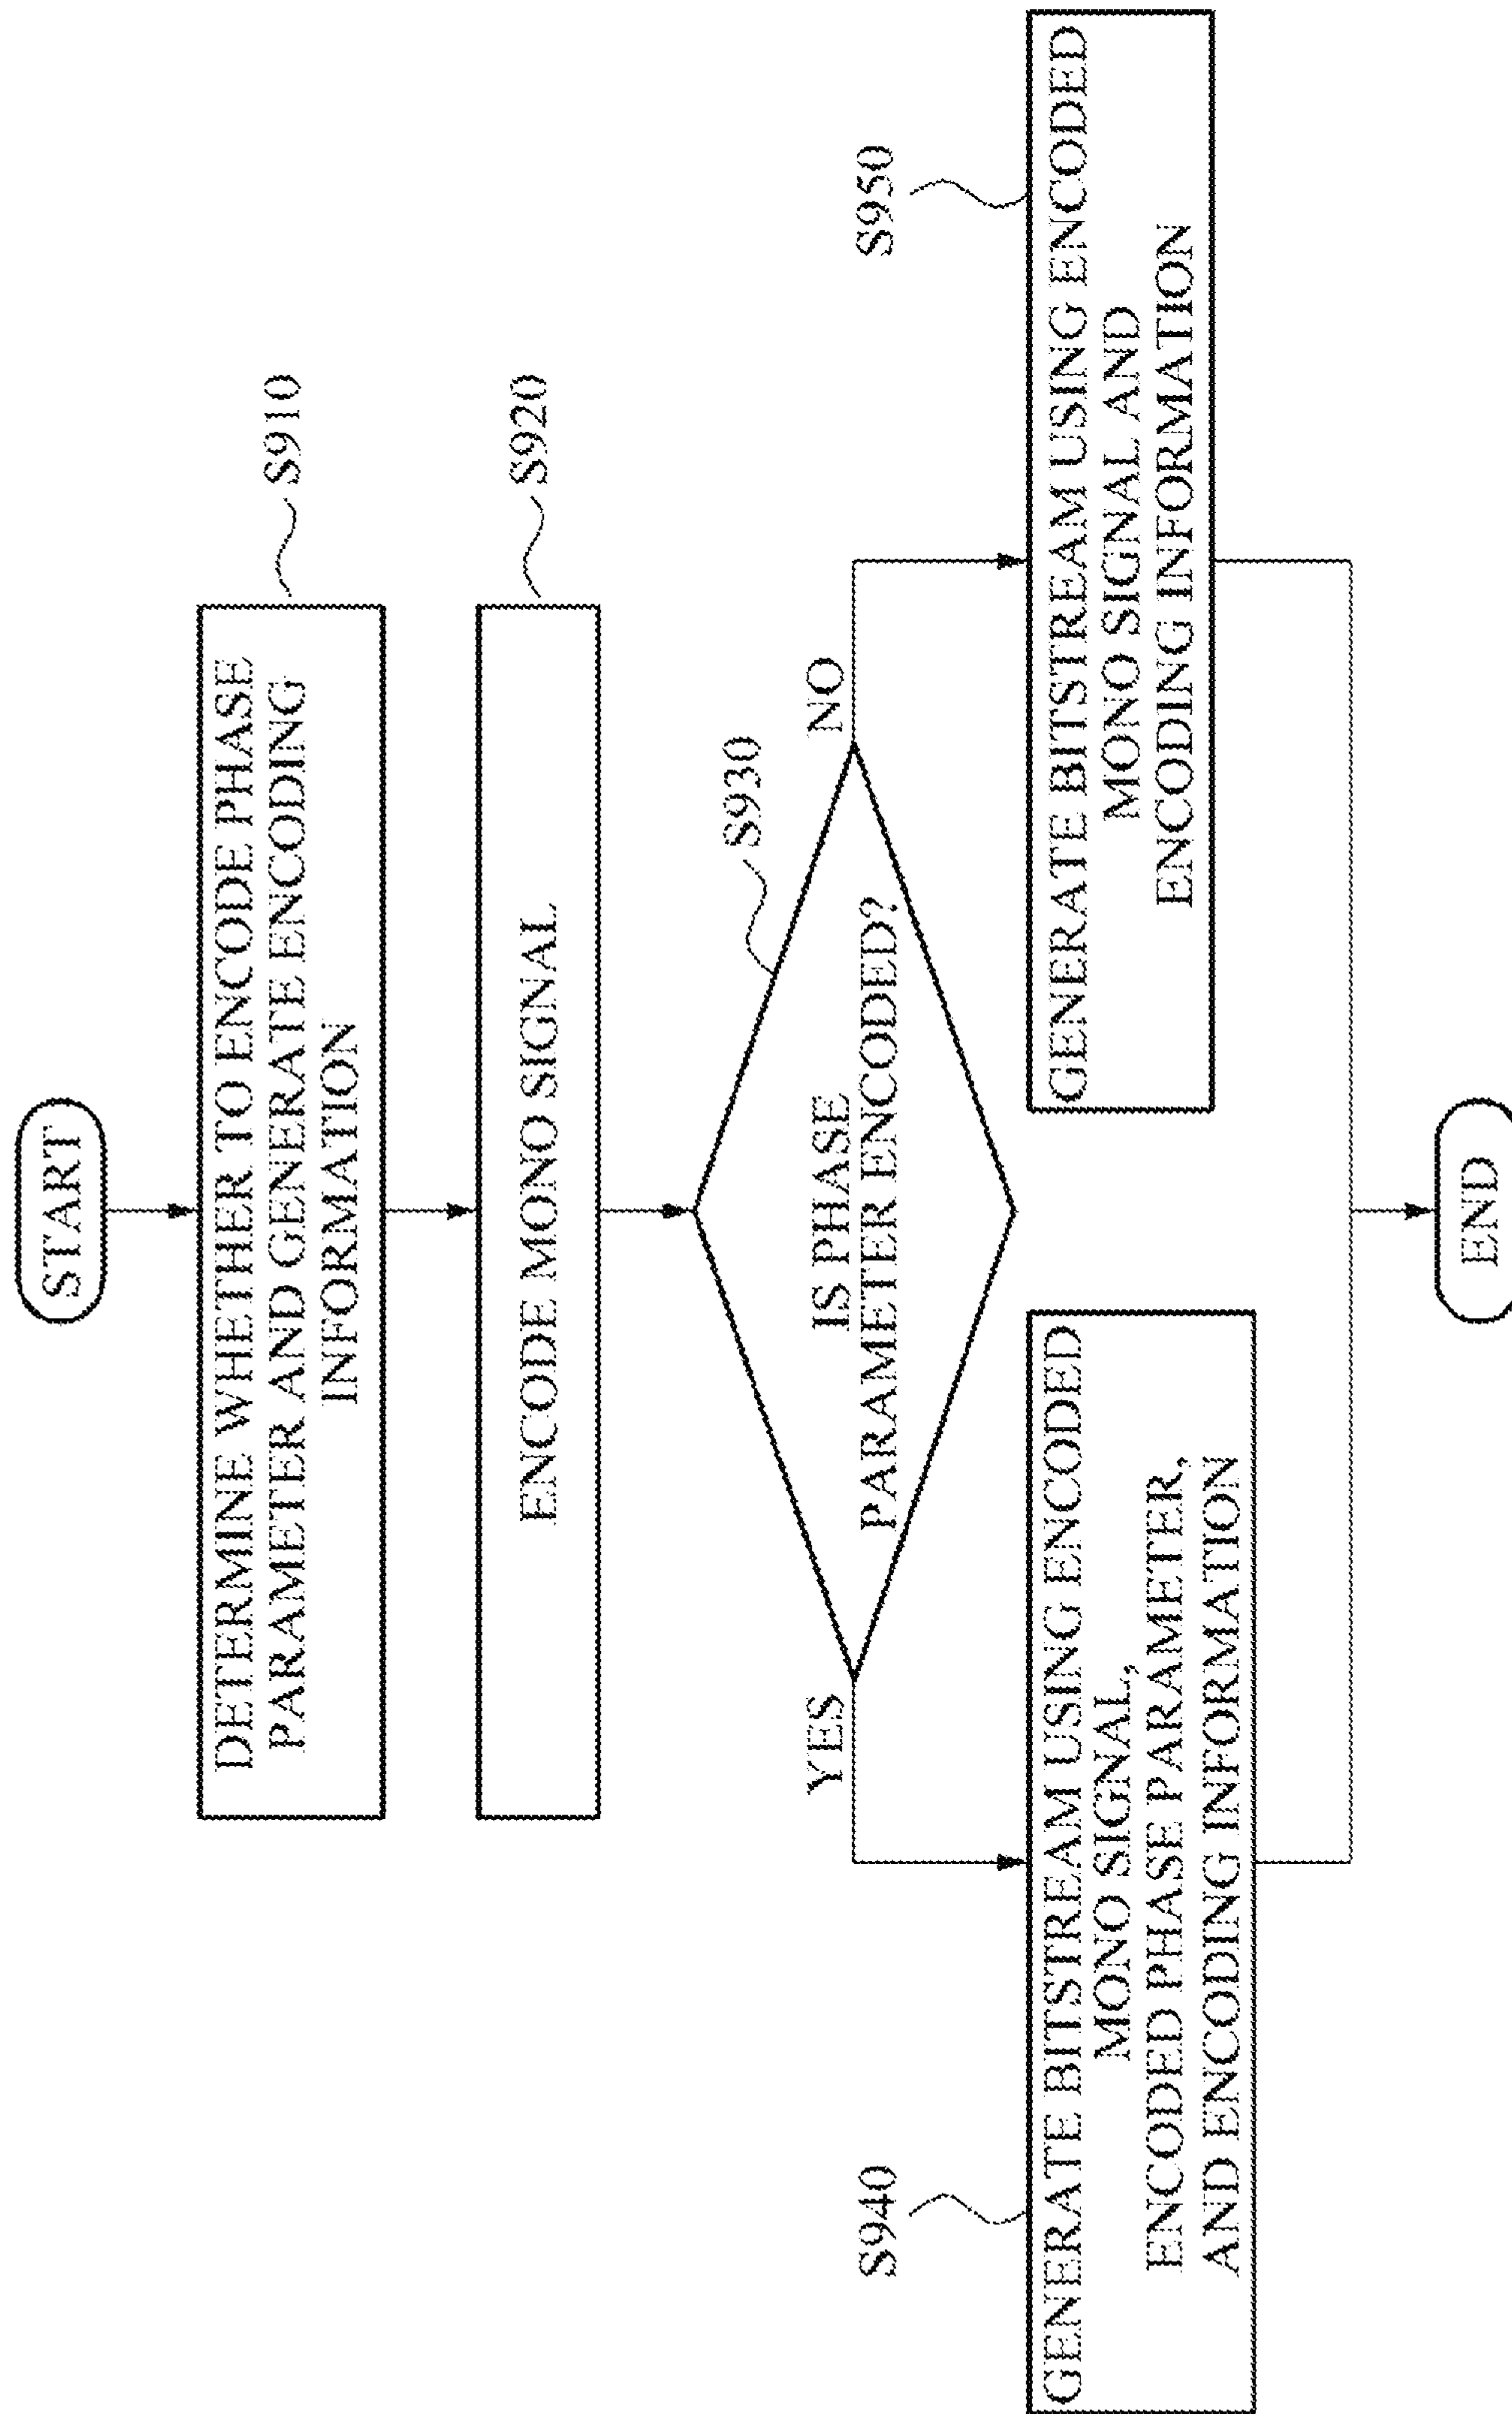 START
DETERMINE WHETHER TO ENCODE PHASE
PARAMETER AND GENERATE ENCODING
INFORMATION
S910
ENCODE MONO SIGNAL
S920
S930
IS PHASE
PARAMETER ENCODED?
YES
NO
S940
GENERATE BITSTREAM USING ENCODED
MONO SIGNAL,
ENCODED PHASE PARAMETER,
AND ENCODING INFORMATION
S950
GENERATE BITSTREAM USING ENCODED
MONO SIGNAL AND
ENCODING INFORMATION
END